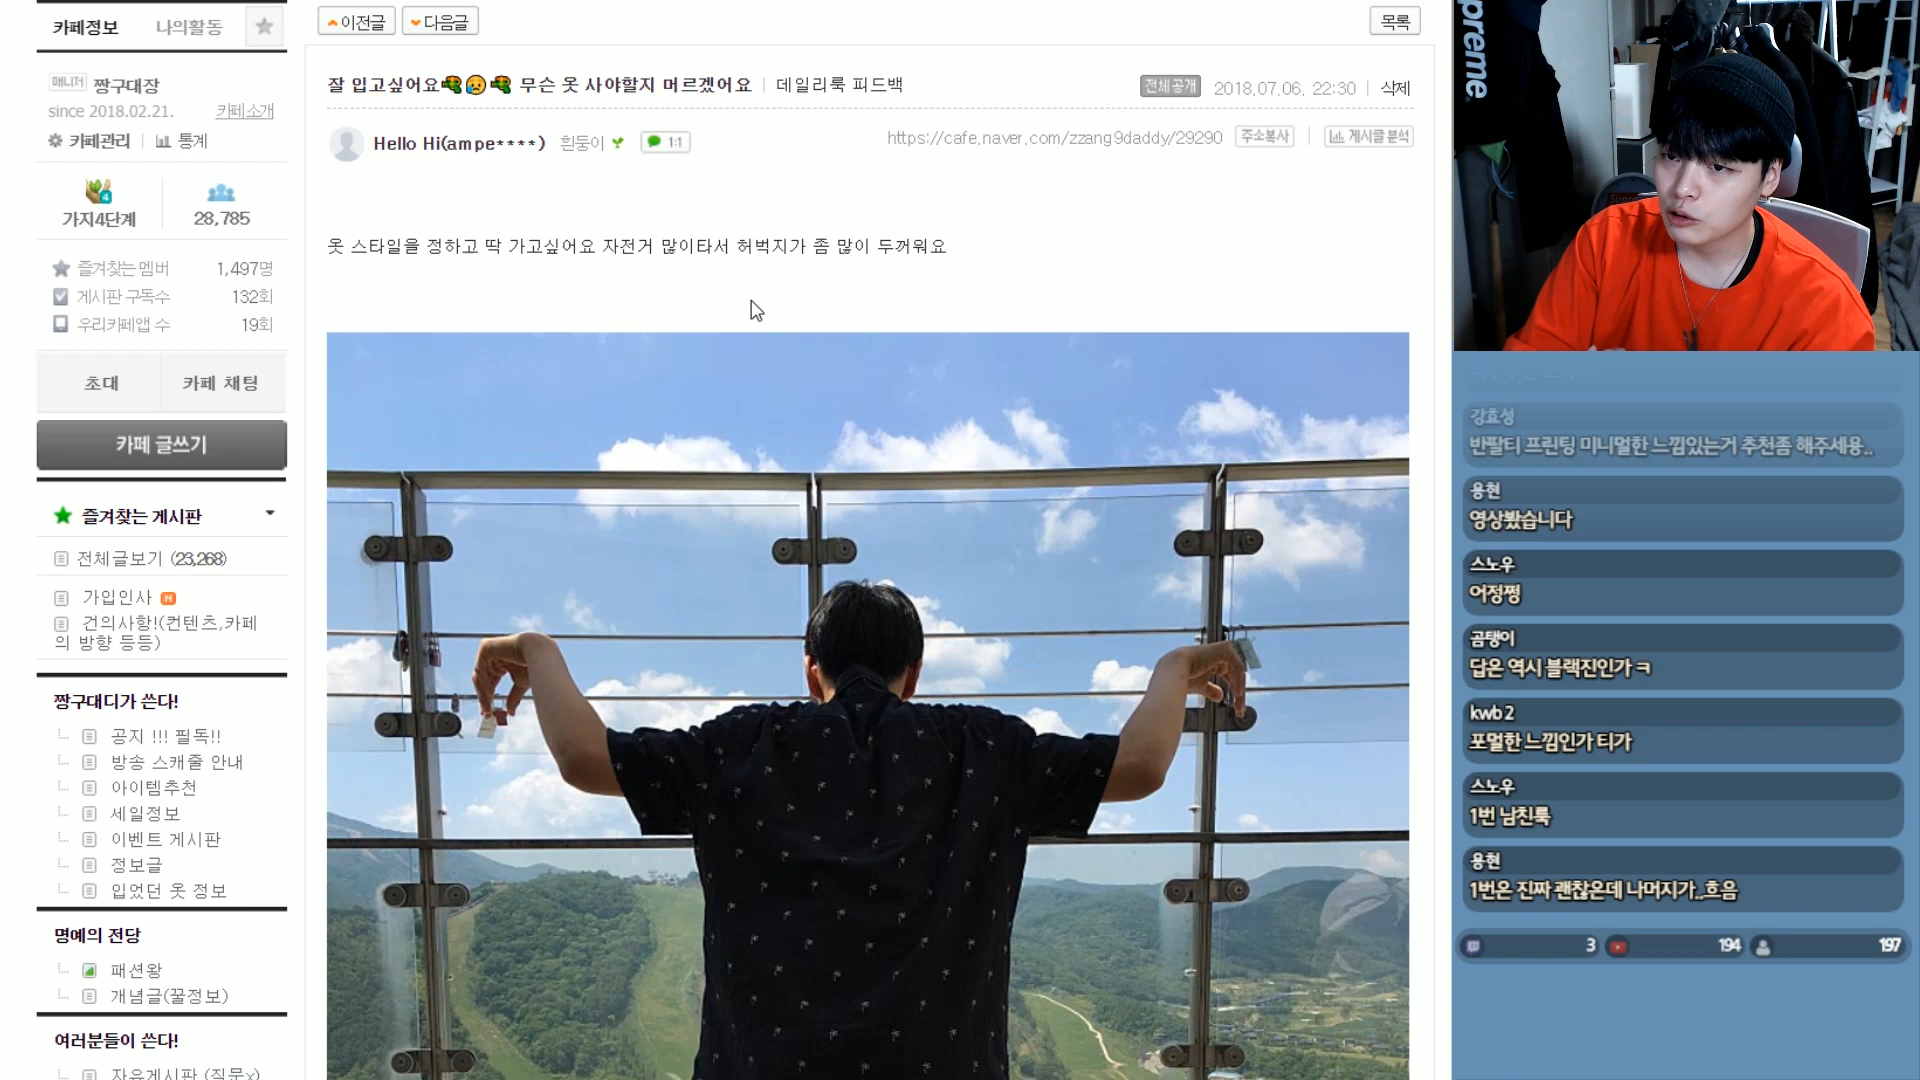 카페정보
나의활동
매니저 짱구대장
since 2018.02.21.
카페소개
카페관리
통계
가지4단계
28,785
즐겨찾는 멤버 1,497명
게시판 구독수 132회
우리카페앱 수 19회
초대
카페 채팅
카페 글쓰기
즐겨찾는 게시판
전체글보기 (23,268)
가입인사 N
건의사항!(컨텐츠,카페
의 방향 등등)
짱구대디가 쓴다!
공지 !!! 필독!!
방송 스캐줄 안내
아이템추천
세일정보
이벤트 게시판
정보글
입었던 옷 정보
명예의 전당
패션왕
개념글(꿀정보)
여러분들이 쓴다!
자유게시판 (질문x)
이전글
다음글
목록
잘 입고싶어요 무슨 옷 사야할지 머르겠어요 | 데일리룩 피드백
전체공개 2018.07.06. 22:30 | 삭제
Hello Hi(ampe****) 흰둥이 1:1
https://cafe.naver.com/zzang9daddy/29290 주소복사 | 게시글 분석
옷 스타일을 정하고 딱 가고싶어요 자전거 많이타서 허벅지가 좀 많이 두꺼워요
preme
강효성
반팔티 프린팅 미니멀한 느낌있는거 추천좀 해주세용..
용현
영상봤습니다
스노우
어정쩡
곰탱이
답은 역시 블랙진인가 ㅋ
kwb 2
포멀한 느낌인가 티가
스노우
1번 남친룩
용현
1번은 진짜 괜찮은데 나머지가..흐음
3
194
197